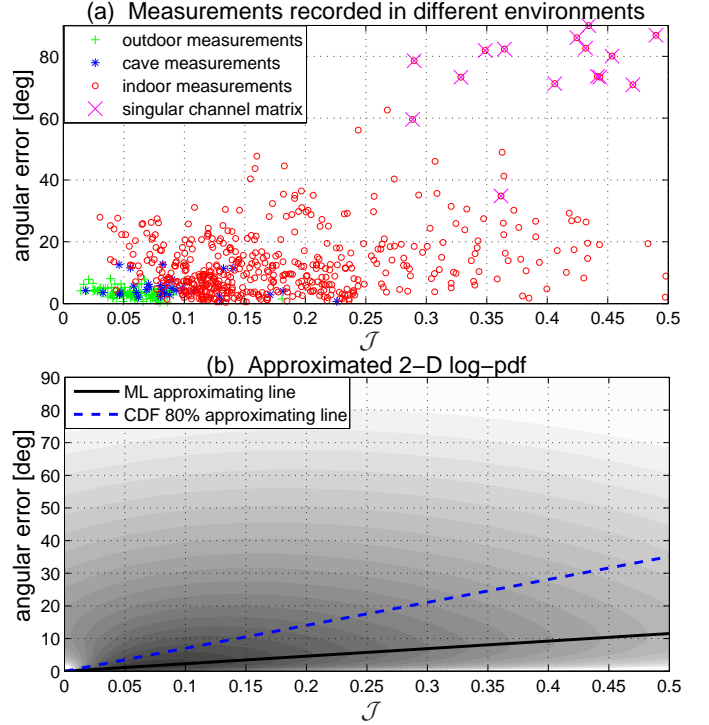 (a) Measurements recorded in different environments
angular error [deg]
80
60
40
20
0
outdoor measurements
cave measurements
indoor measurements
singular channel matrix
0 0.05 0.1 0.15 0.2 0.25 0.3 0.35 0.4 0.45 0.5
𝒥
(b) Approximated 2−D log−pdf
angular error [deg]
90
80
70
60
50
40
30
20
10
0
ML approximating line
CDF 80% approximating line
0 0.05 0.1 0.15 0.2 0.25 0.3 0.35 0.4 0.45 0.5
𝒥